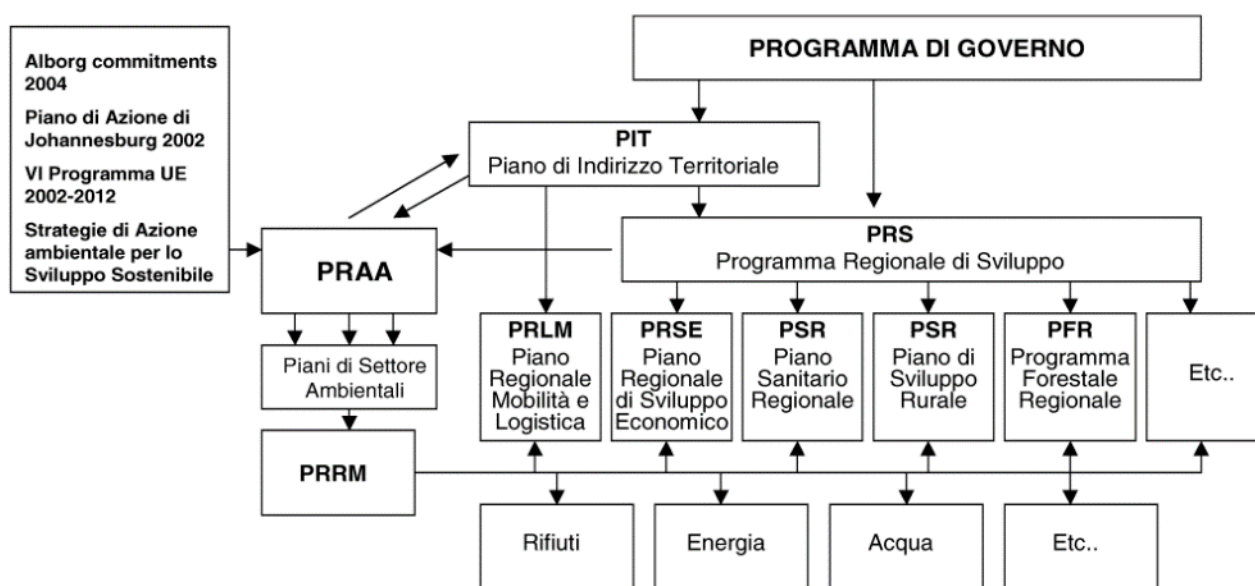 Alborg commitments
2004
Piano di Azione di
Johannesburg 2002
VI Programma UE
2002-2012
Strategie di Azione
ambientale per lo
Sviluppo Sostenibile
PROGRAMMA DI GOVERNO
PIT
Piano di Indirizzo Territoriale
PRS
Programma Regionale di Sviluppo
PRAA
Piani di Settore
Ambientali
PRRM
PRLM
Piano
Regionale
Mobilità e
Logistica
PRSE
Piano
Regionale
di Sviluppo
Economico
PSR
Piano
Sanitario
Regionale
PSR
Piano di
Sviluppo
Rurale
PFR
Programma
Forestale
Regionale
Etc..
Rifiuti
Energia
Acqua
Etc..